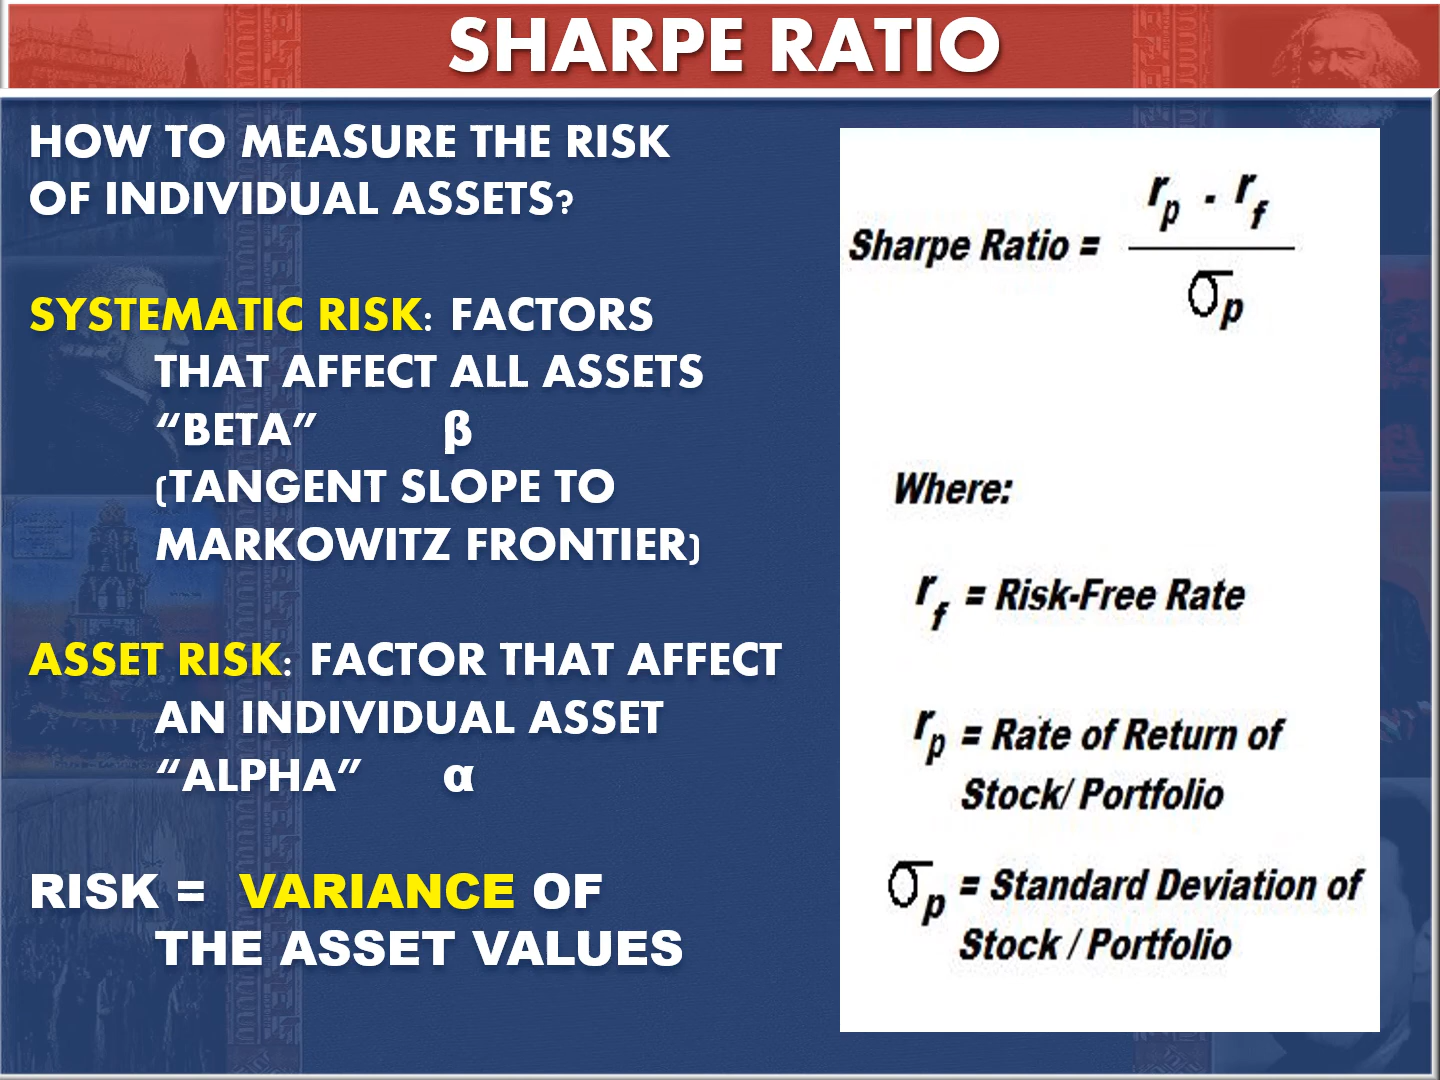 SHARPE RATIO
HOW TO MEASURE THE RISK
OF INDIVIDUAL ASSETS?
SYSTEMATIC RISK: FACTORS
THAT AFFECT ALL ASSETS
“BETA” β
(TANGENT SLOPE TO
MARKOWITZ FRONTIER)
ASSET RISK: FACTOR THAT AFFECT
AN INDIVIDUAL ASSET
“ALPHA” α
RISK = VARIANCE OF
THE ASSET VALUES
rp - rf
Sharpe Ratio =
σp
Where:
rf = Risk-Free Rate
rp = Rate of Return of
Stock/ Portfolio
σp = Standard Deviation of
Stock / Portfolio